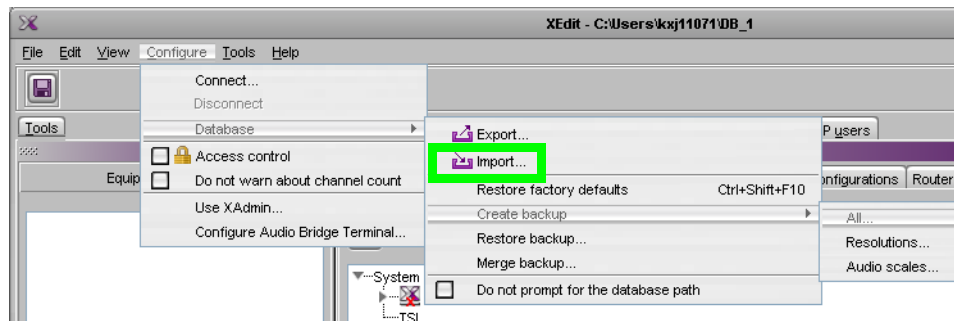 XEdit - C:\Users\kxj11071\DB_1
File Edit View Configure Tools Help
Connect...
Disconnect
Tools
Database
Export...
P users
Access control
Import...
Equip
Do not warn about channel count
Restore factory defaults Ctrl+Shift+F10
nfigurations Router
Use XAdmin...
Create backup
All...
Configure Audio Bridge Terminal...
Restore backup...
Resolutions...
Merge backup...
Audio scales...
System
Do not prompt for the database path
TSI